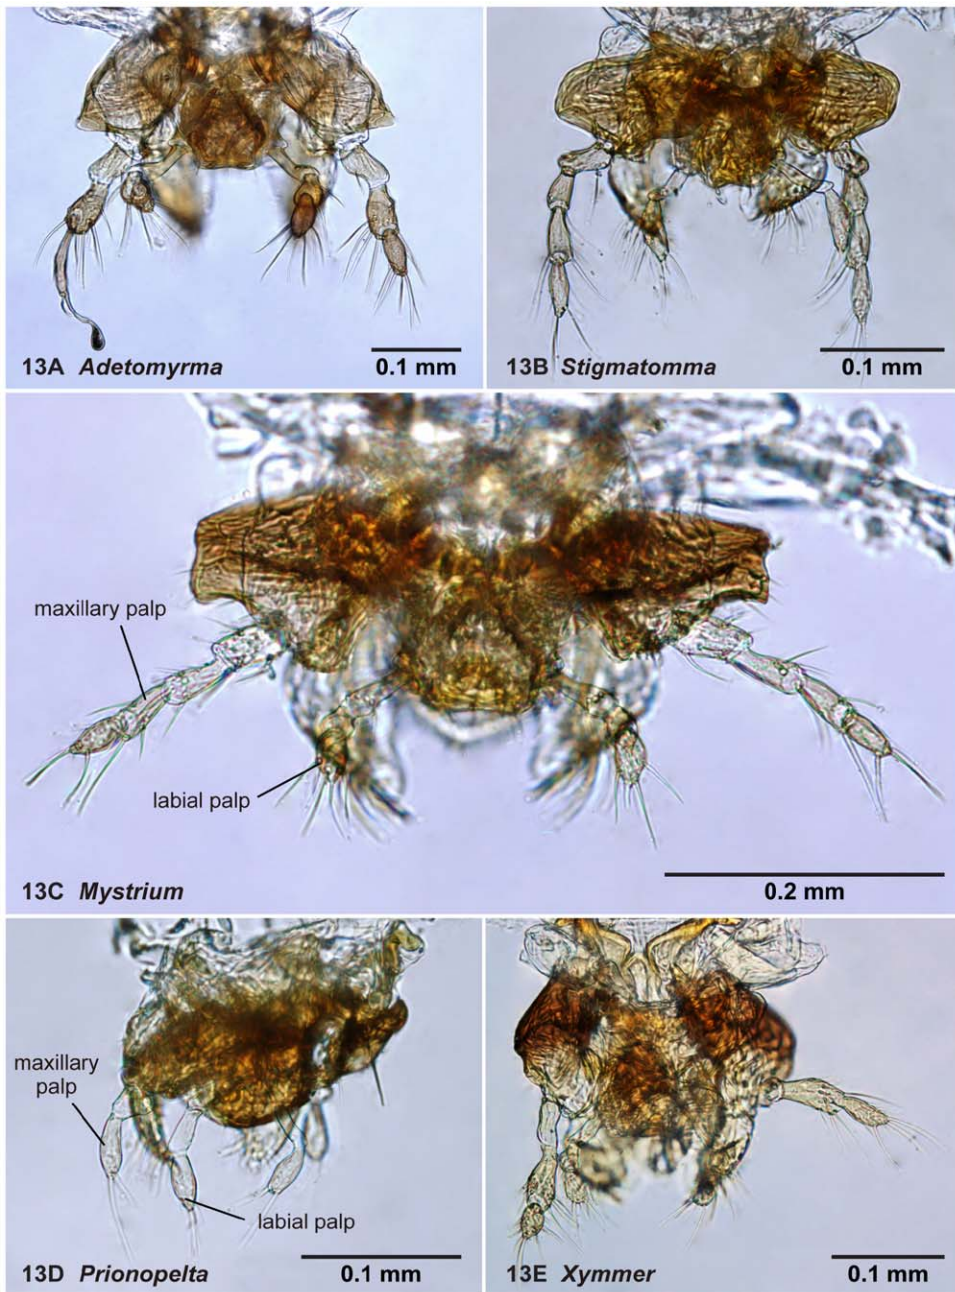 13A Adetomyrma
0.1 mm
13B Stigmatomma
0.1 mm
maxillary palp
labial palp
13C Mystrium
0.2 mm
maxillary
palp
labial palp
13D Prionopelta
0.1 mm
13E Xymmer
0.1 mm